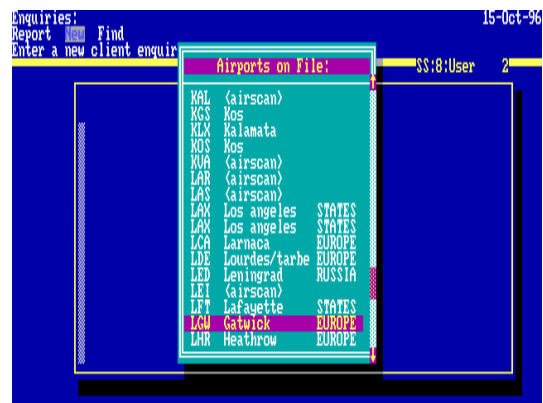 Enquiries: 15-Oct-96
Report New Find
Enter a new client enquir
Airports on File:
SS:8:User 2
KAL <airscan>
KGS Kos
KLX Kalamata
KOS Kos
KVA <airscan>
LAR <airscan>
LAS <airscan>
LAX Los angeles STATES
LAX Los angeles STATES
LCA Larnaca EUROPE
LDE Lourdes/tarbe EUROPE
LED Leningrad RUSSIA
LEI <airscan>
LFT Lafayette STATES
LGW Gatwick EUROPE
LHR Heathrow EUROPE